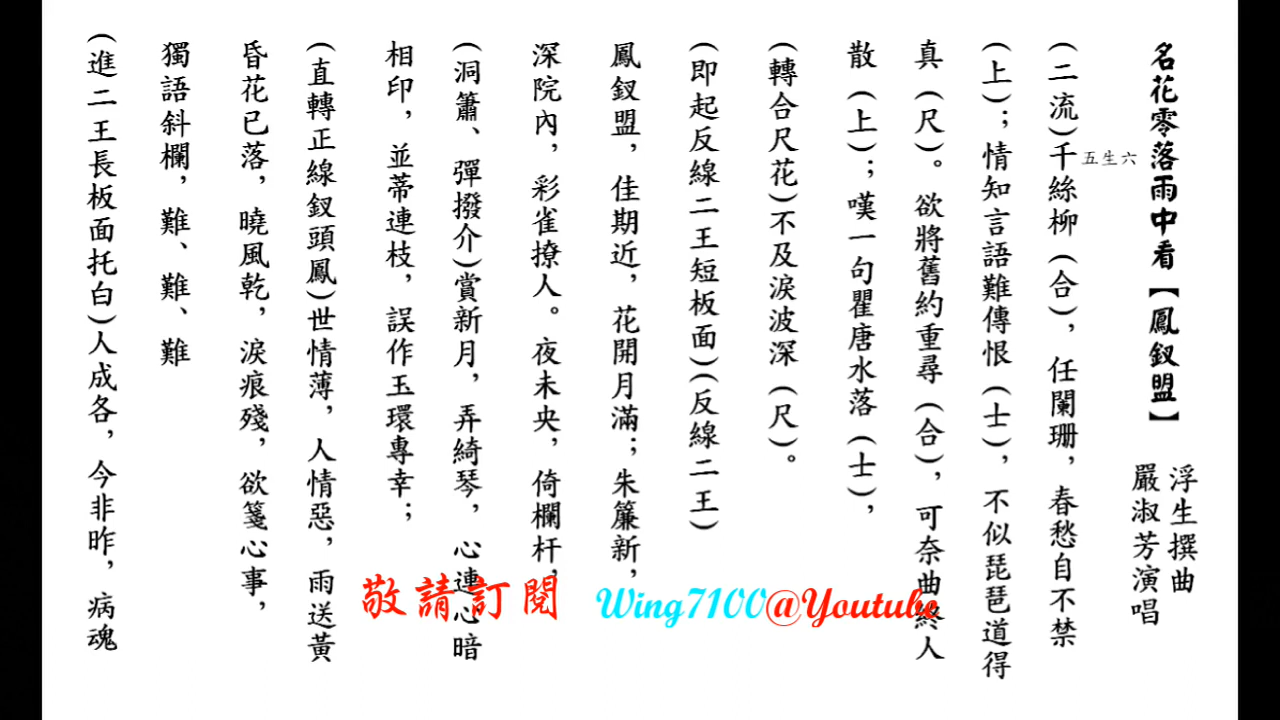 名花零落雨中看【鳳釵盟】
浮生撰曲
嚴淑芳演唱
五生六
(二流)千絲柳(合),任闌珊,春愁自不禁
(上);情知言語難傳恨(士),不似琵琶道得
真(尺)。欲將舊約重尋(合),可奈曲終人
散(上);嘆一句瞿唐水落(士),
(轉合尺花)不及淚波深(尺)。
(即起反線二王短板面)(反線二王)
鳳釵盟,佳期近,花開月滿;朱簾新,
深院內,彩雀撩人。夜未央,倚欄杆,
(洞簫、彈撥介)賞新月,弄綺琴,心連心暗
相印,並蒂連枝,誤作玉環專幸;
(直轉正線釵頭鳳)世情薄,人情惡,雨送黃
昏花已落,曉風乾,淚痕殘,欲箋心事,
獨語斜欄,難、難、難
(進二王長板面托白)人成各,今非昨,病魂
敬請訂閱 Wing7100@Youtube